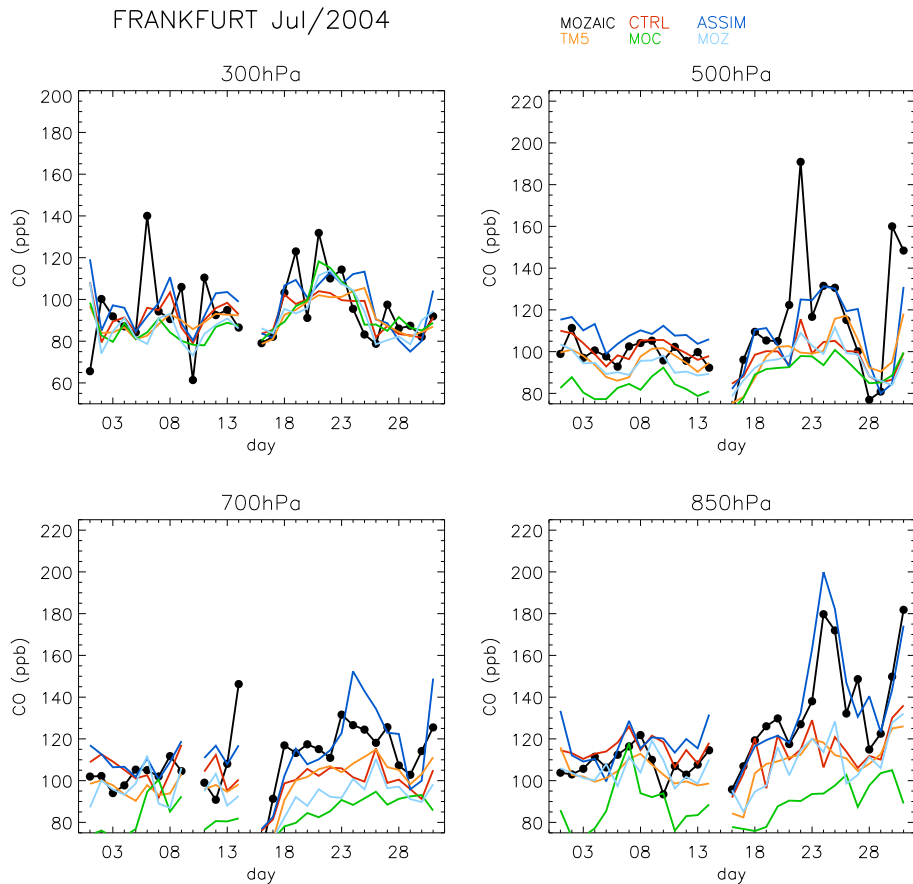 FRANKFURT Jul/2004
MOZAIC CTRL ASSIM
TM5 MOC MOZ
300hPa
200
180
160
140
120
100
80
60
CO (ppb)
03 08 13 18 23 28
day
500hPa
220
200
180
160
140
120
100
80
CO (ppb)
03 08 13 18 23 28
day
700hPa
220
200
180
160
140
120
100
80
CO (ppb)
03 08 13 18 23 28
day
850hPa
220
200
180
160
140
120
100
80
CO (ppb)
03 08 13 18 23 28
day